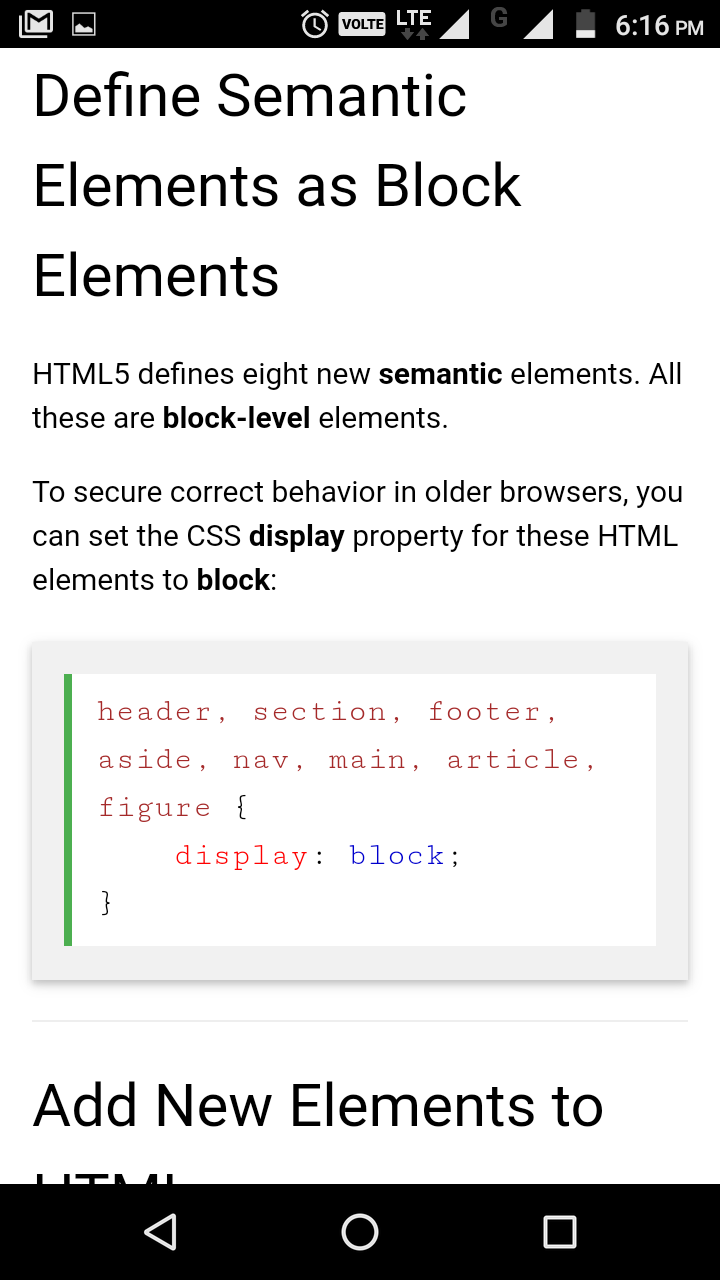 VOLTE LTE G 6:16 PM
Define Semantic
Elements as Block
Elements
HTML5 defines eight new semantic elements. All
these are block-level elements.
To secure correct behavior in older browsers, you
can set the CSS display property for these HTML
elements to block:
header, section, footer,
aside, nav, main, article,
figure {
    display: block;
}
Add New Elements to
HTML